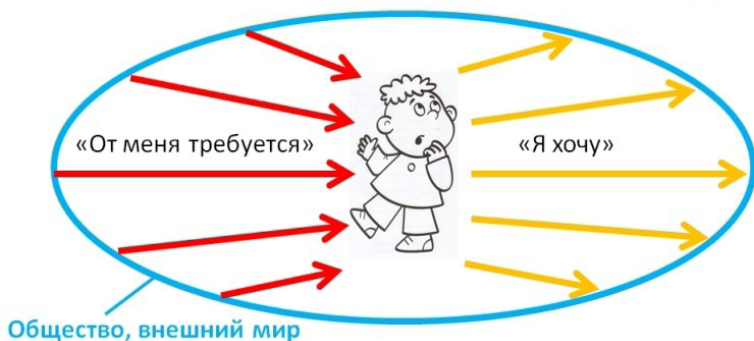 «От меня требуется»
«Я хочу»
Общество, внешний мир